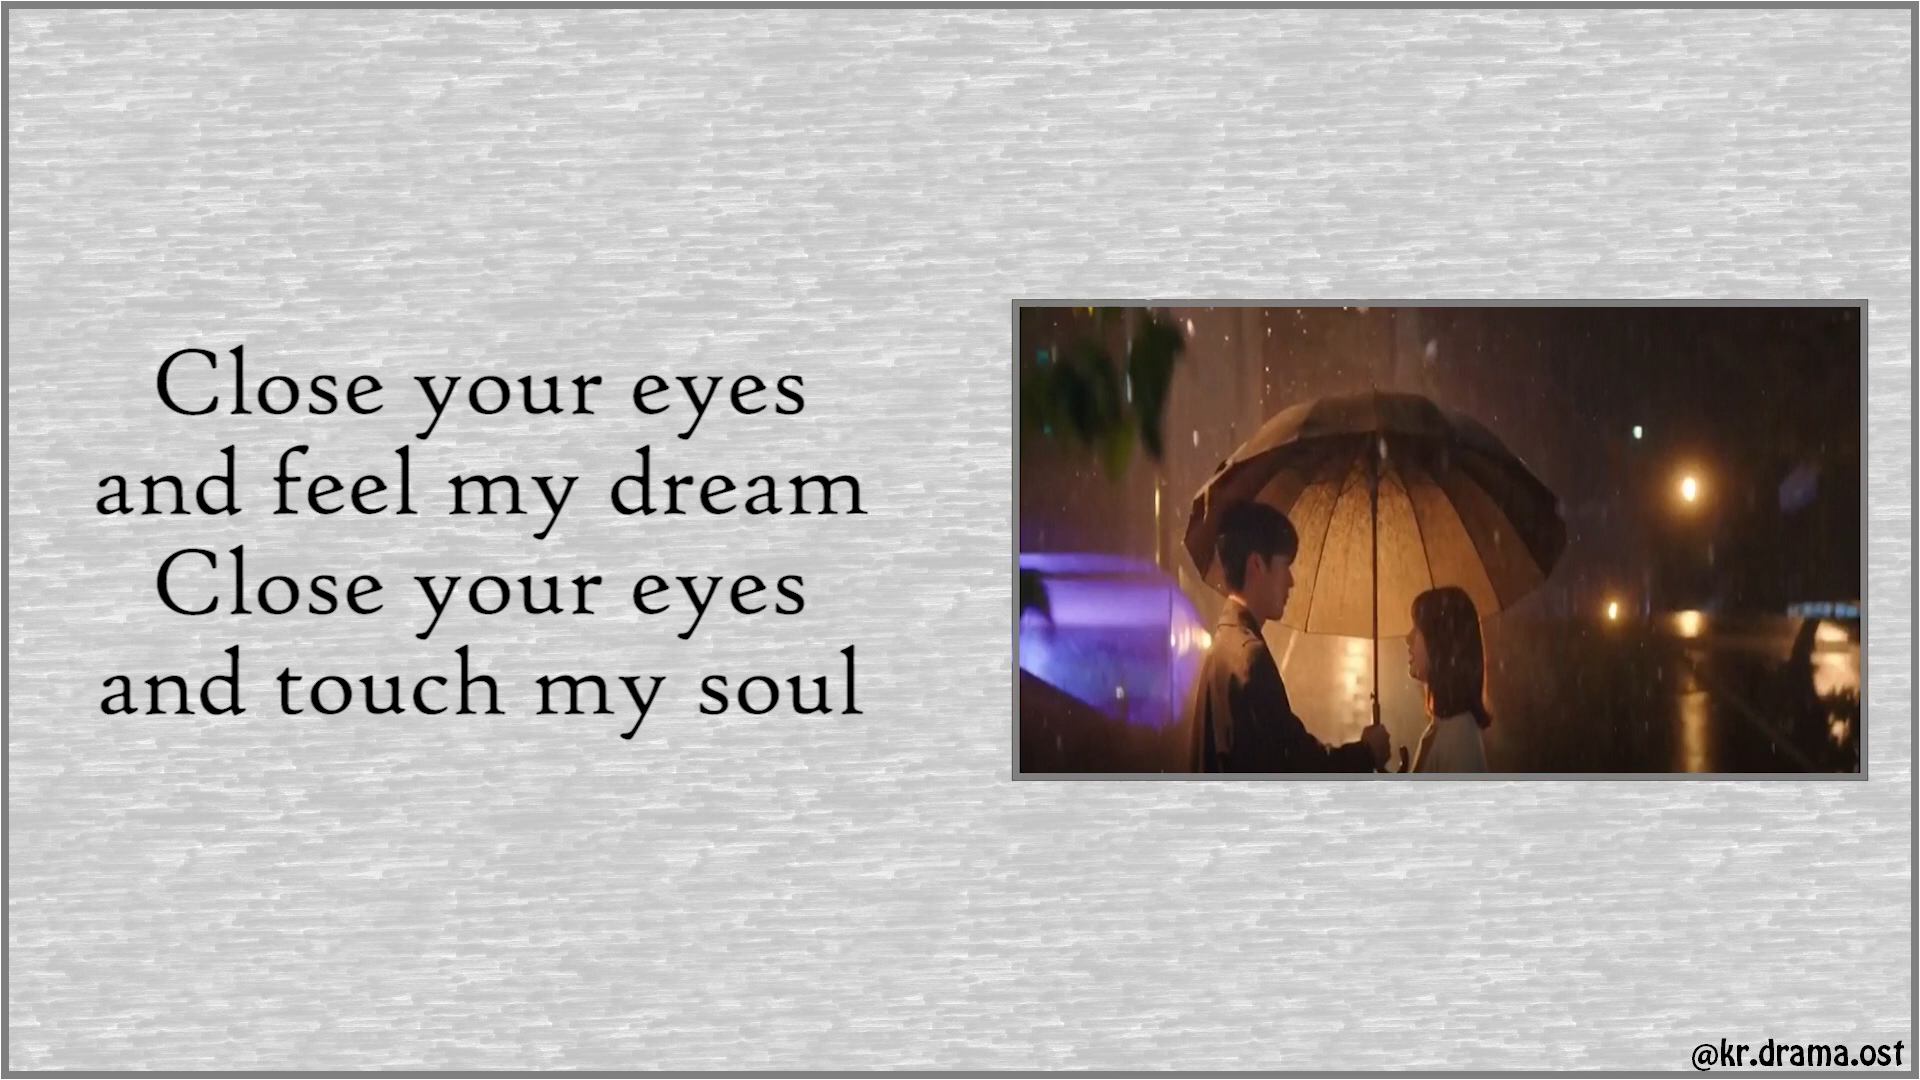 Close your eyes
and feel my dream
Close your eyes
and touch my soul
@kr.drama.ost